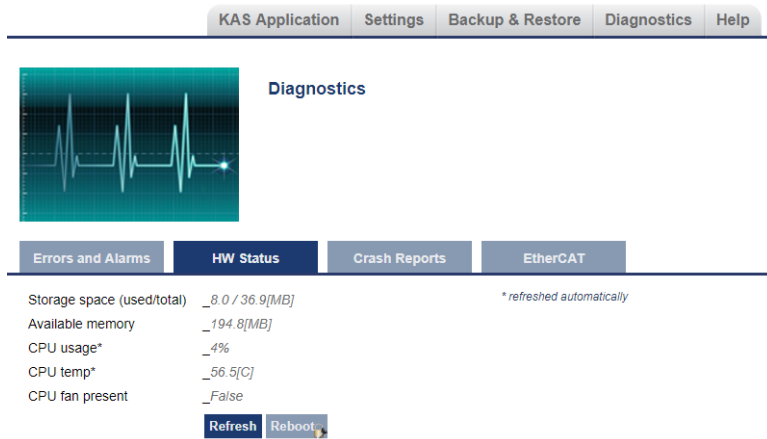 KAS Application Settings Backup & Restore Diagnostics Help
Diagnostics
Errors and Alarms HW Status Crash Reports EtherCAT
Storage space (used/total) _8.0 / 36.9[MB] * refreshed automatically
Available memory _194.8[MB]
CPU usage* _4%
CPU temp* _56.5[C]
CPU fan present _False
Refresh Reboot